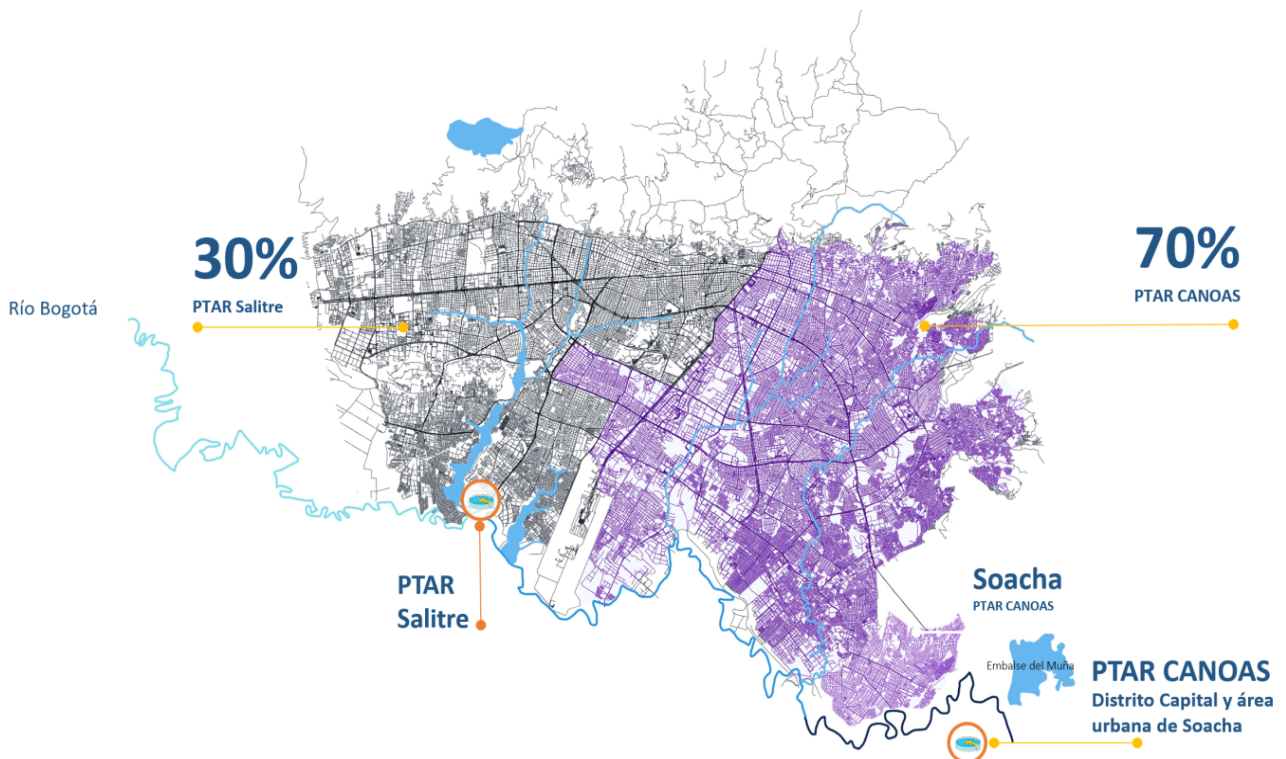 30%
PTAR Salitre
Río Bogotá
70%
PTAR CANOAS
PTAR
Salitre
Soacha
PTAR CANOAS
Embalse del Muña
PTAR CANOAS
Distrito Capital y área
urbana de Soacha